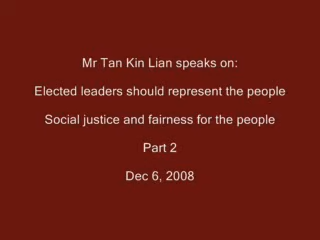 Mr Tan Kin Lian speaks on:
Elected leaders should represent the people
Social justice and fairness for the people
Part 2
Dec 6, 2008